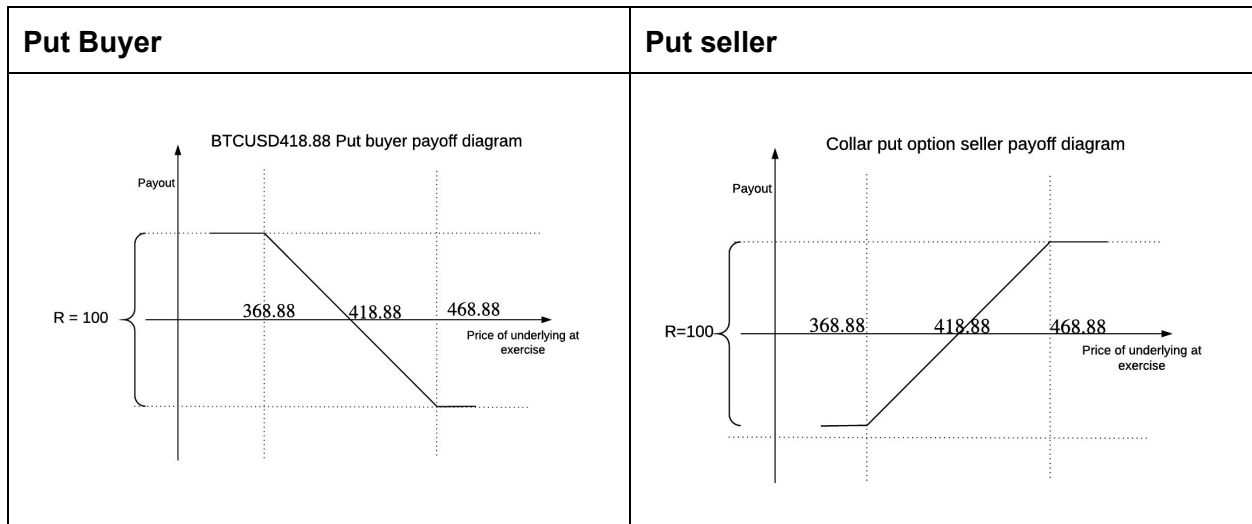 Put Buyer
Put seller
BTCUSD418.88 Put buyer payoff diagram
Payout
368.88
418.88
468.88
R = 100
Price of underlying at
exercise
Collar put option seller payoff diagram
Payout
368.88
418.88
468.88
R=100
Price of underlying at
exercise